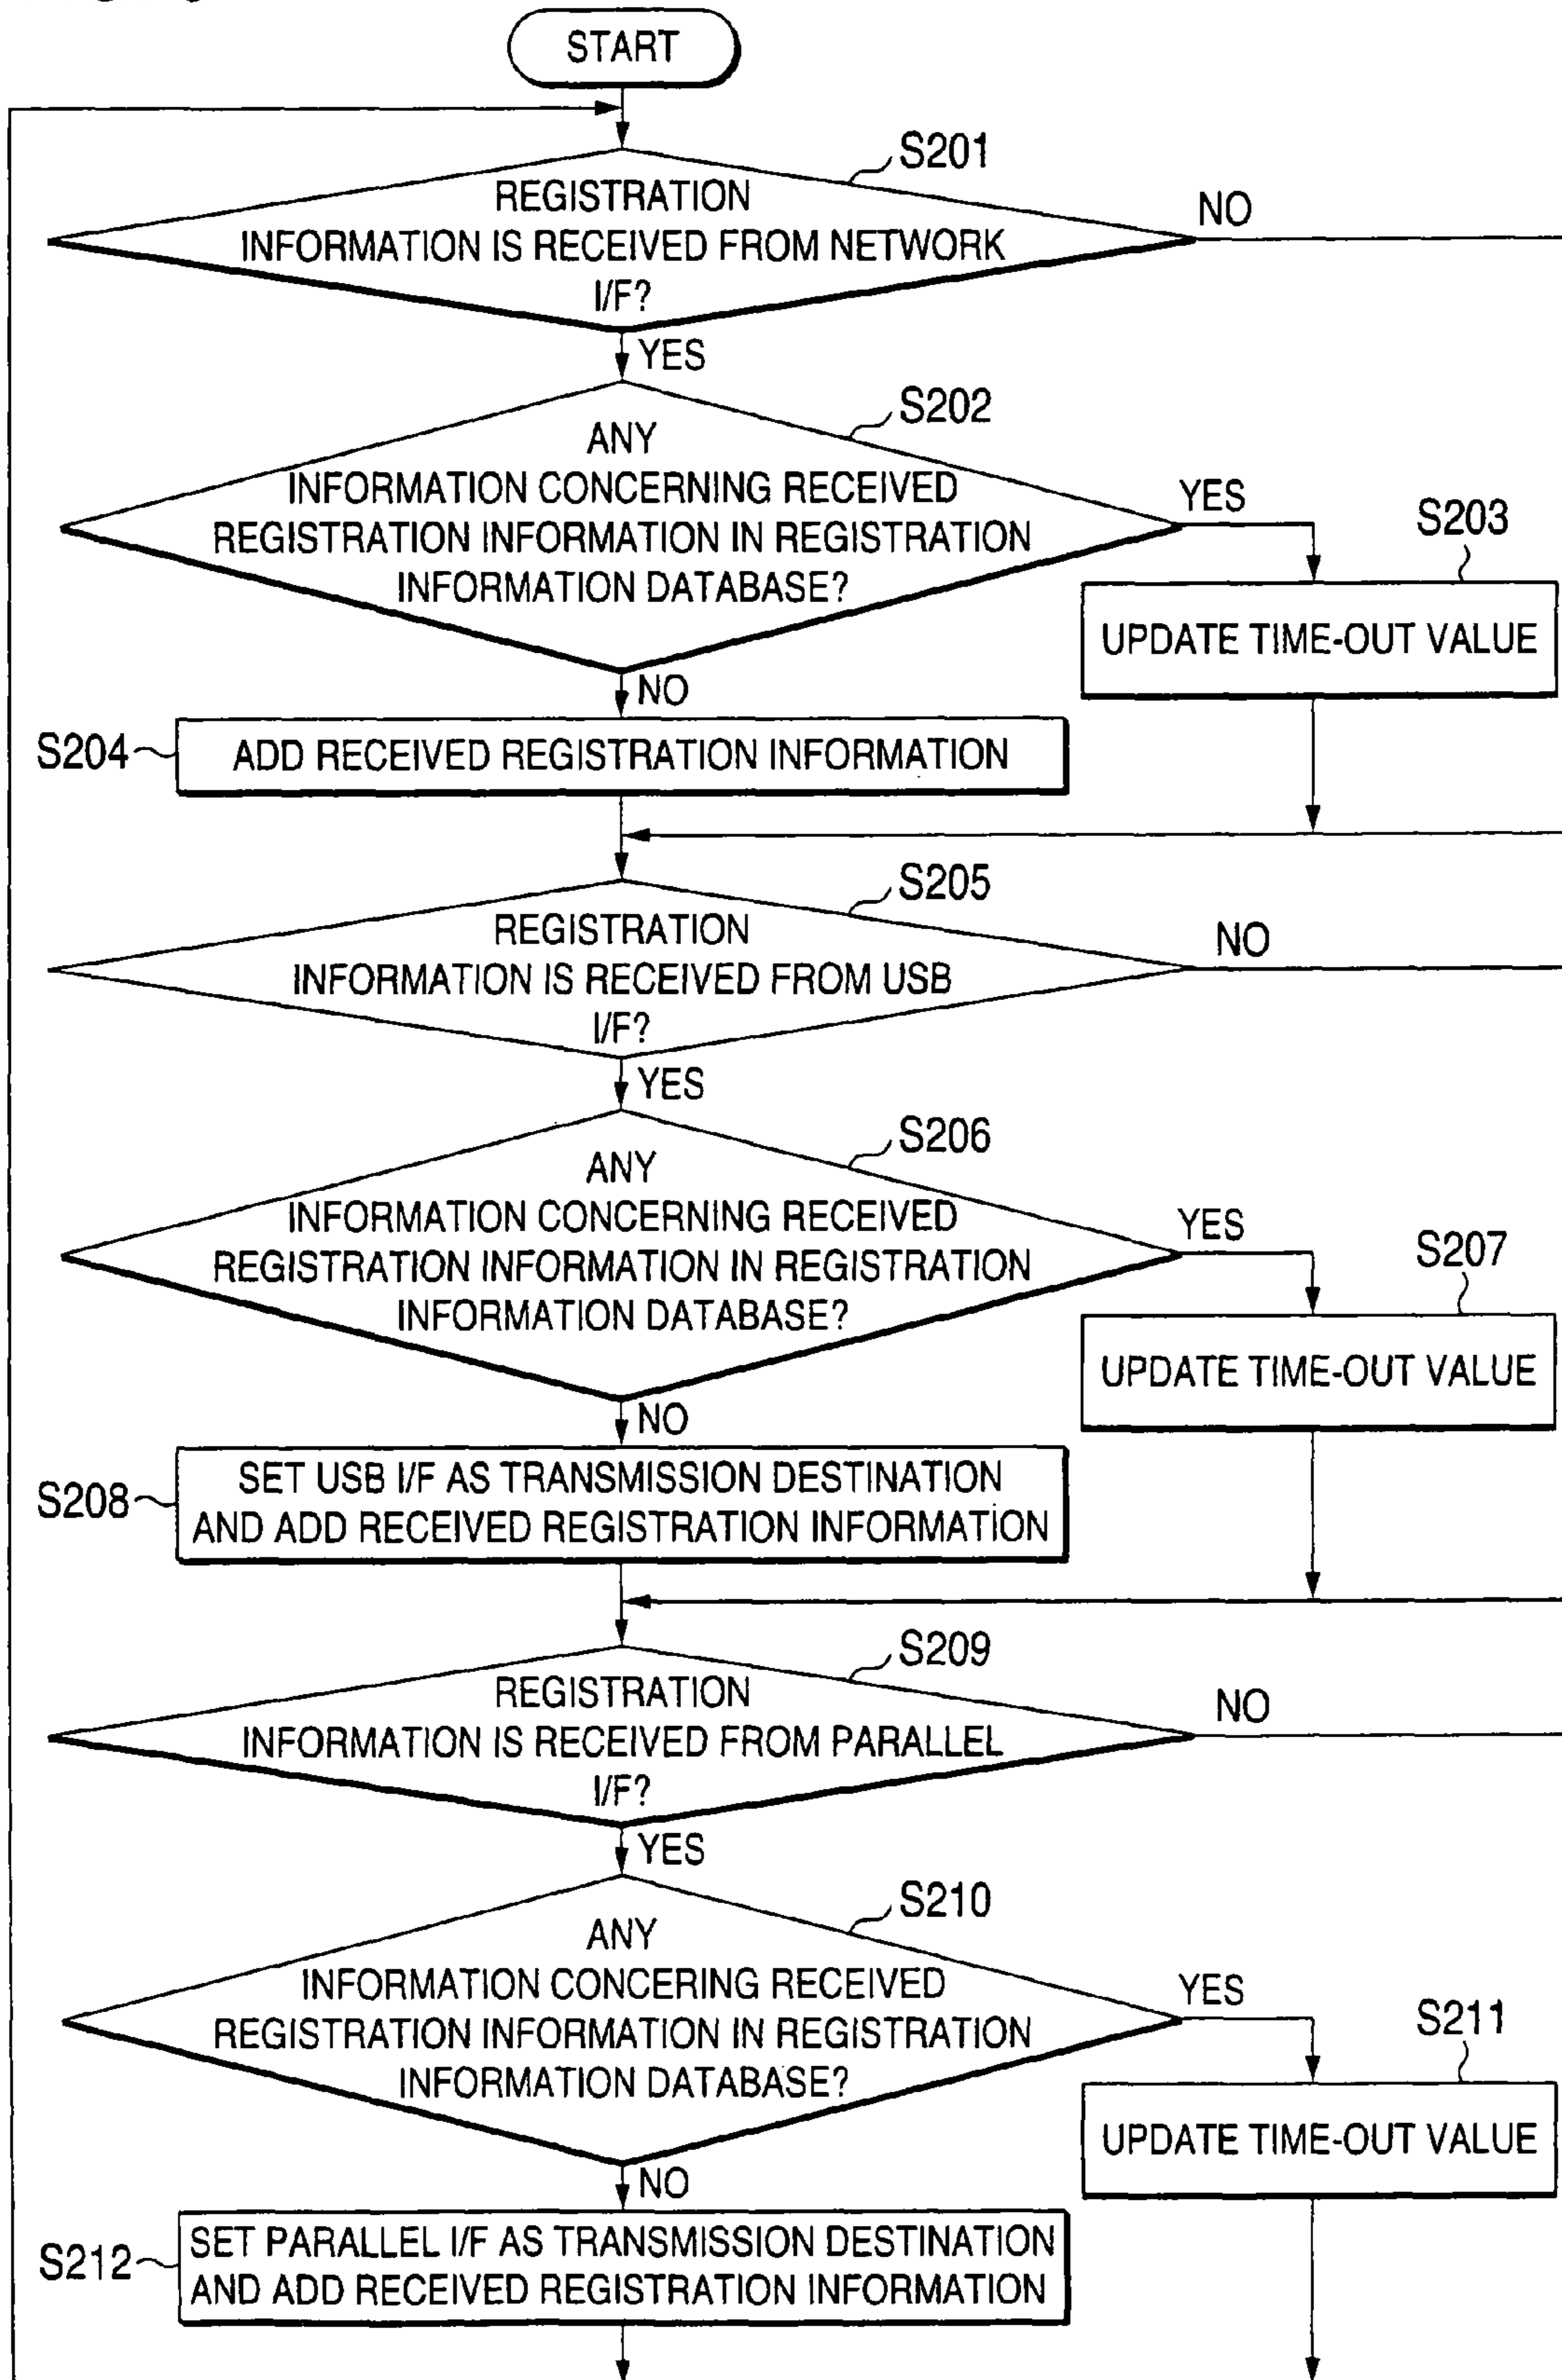 START
S201
REGISTRATION
INFORMATION IS RECEIVED FROM NETWORK
I/F?
NO
YES
S202
ANY
INFORMATION CONCERNING RECEIVED
REGISTRATION INFORMATION IN REGISTRATION
INFORMATION DATABASE?
YES
S203
UPDATE TIME-OUT VALUE
NO
S204
ADD RECEIVED REGISTRATION INFORMATION
S205
REGISTRATION
INFORMATION IS RECEIVED FROM USB
I/F?
NO
YES
S206
ANY
INFORMATION CONCERNING RECEIVED
REGISTRATION INFORMATION IN REGISTRATION
INFORMATION DATABASE?
YES
S207
UPDATE TIME-OUT VALUE
NO
S208
SET USB I/F AS TRANSMISSION DESTINATION
AND ADD RECEIVED REGISTRATION INFORMATION
S209
REGISTRATION
INFORMATION IS RECEIVED FROM PARALLEL
I/F?
NO
YES
S210
ANY
INFORMATION CONCERING RECEIVED
REGISTRATION INFORMATION IN REGISTRATION
INFORMATION DATABASE?
YES
S211
UPDATE TIME-OUT VALUE
NO
S212
SET PARALLEL I/F AS TRANSMISSION DESTINATION
AND ADD RECEIVED REGISTRATION INFORMATION